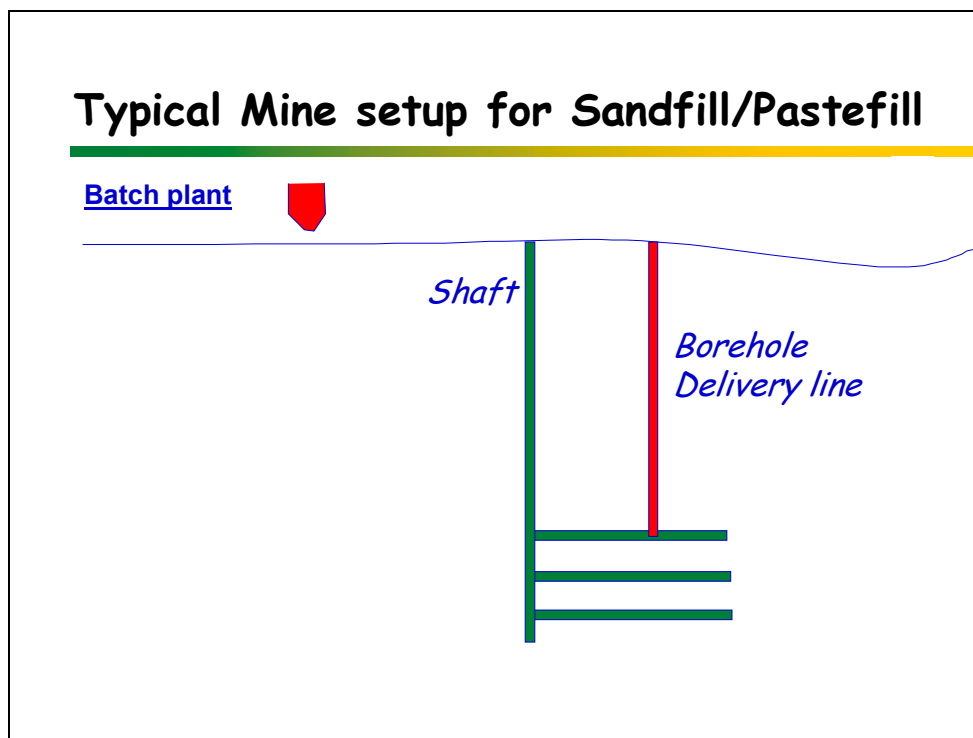 Typical Mine setup for Sandfill/Pastefill
Batch plant
Shaft
Borehole
Delivery line